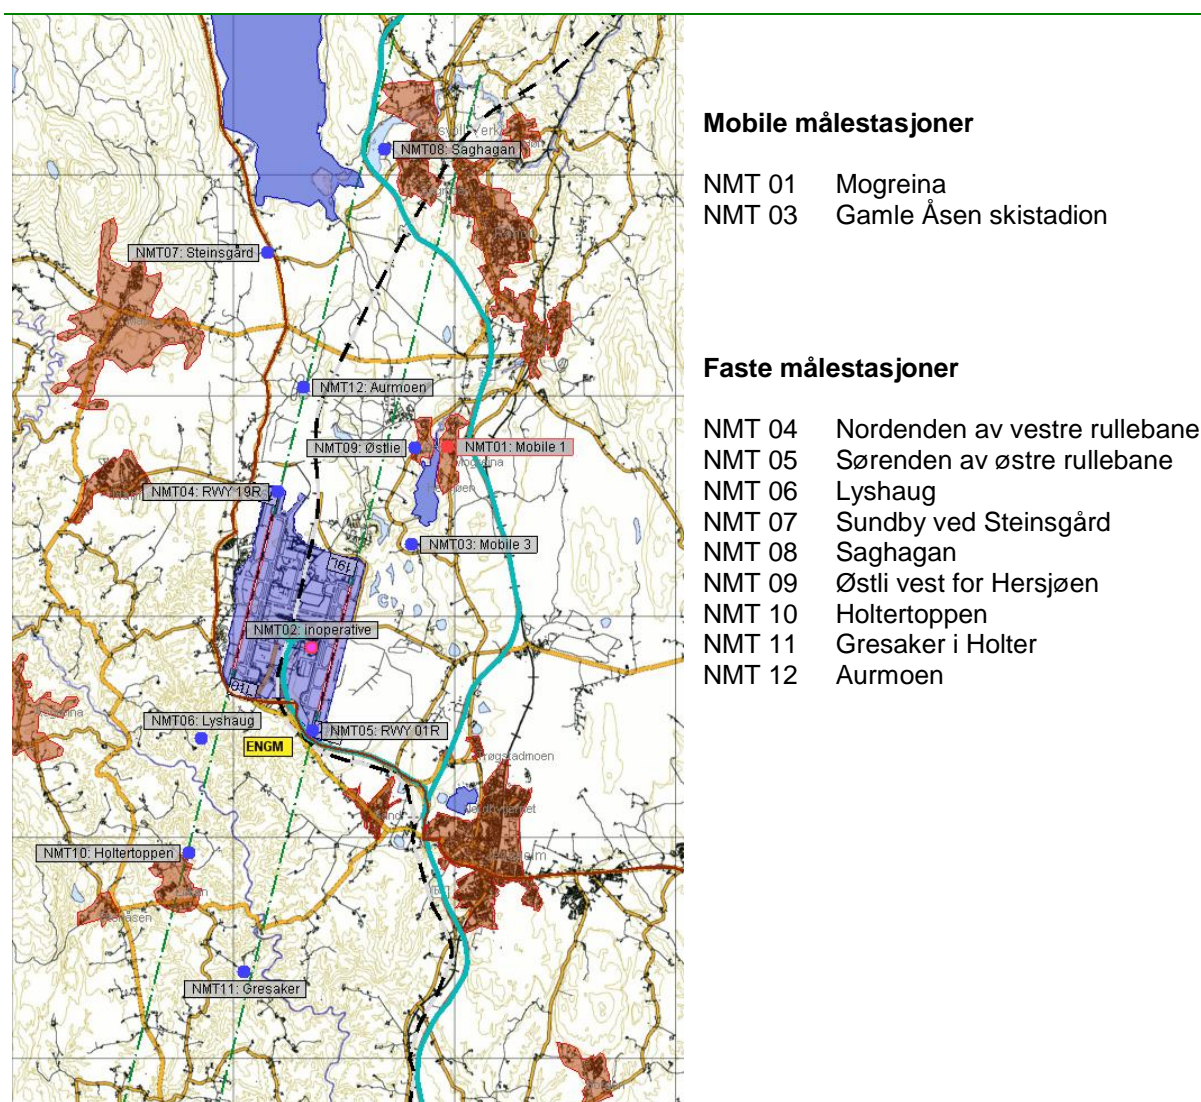 NMT08: Saghagan
NMT07: Steinsgård
NMT12: Aurmoen
NMT09: Østlie
NMT01: Mobile 1
Mogreina
NMT04: RWY 19R
NMT03: Mobile 3
19L
NMT02: inoperative
NMT06: Lyshaug
NMT05: RWY 01R
ENGM
NMT10: Holtertoppen
NMT11: Gresaker
Mobile målestasjoner
NMT 01 Mogreina
NMT 03 Gamle Åsen skistadion
Faste målestasjoner
NMT 04 Nordenden av vestre rullebane
NMT 05 Sørenden av østre rullebane
NMT 06 Lyshaug
NMT 07 Sundby ved Steinsgård
NMT 08 Saghagan
NMT 09 Østli vest for Hersjøen
NMT 10 Holtertoppen
NMT 11 Gresaker i Holter
NMT 12 Aurmoen